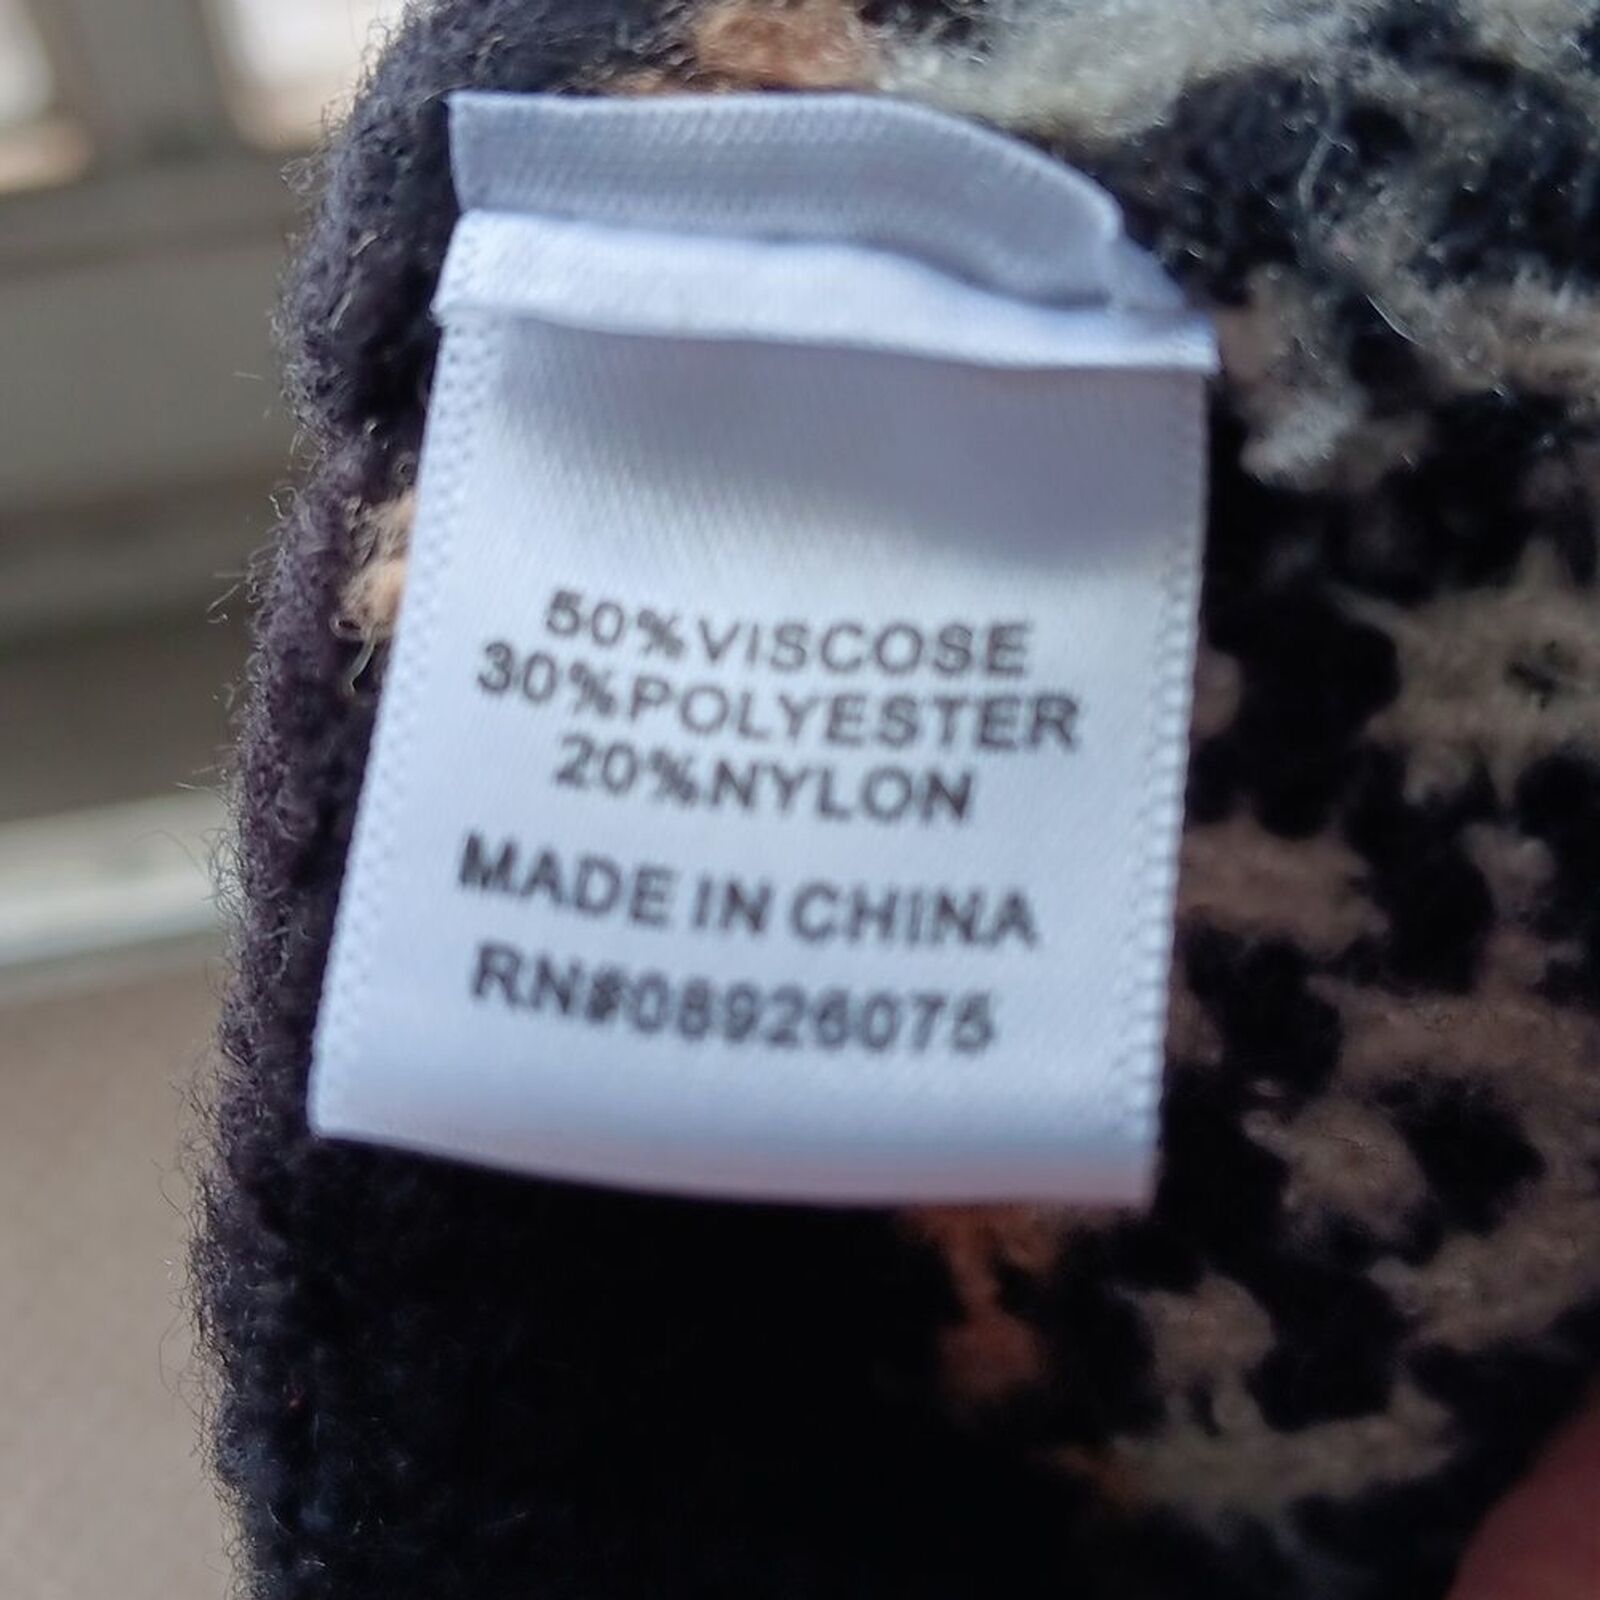 50%VISCOSE
30%POLYESTER
20%NYLON
MADE IN CHINA
RN#08926075